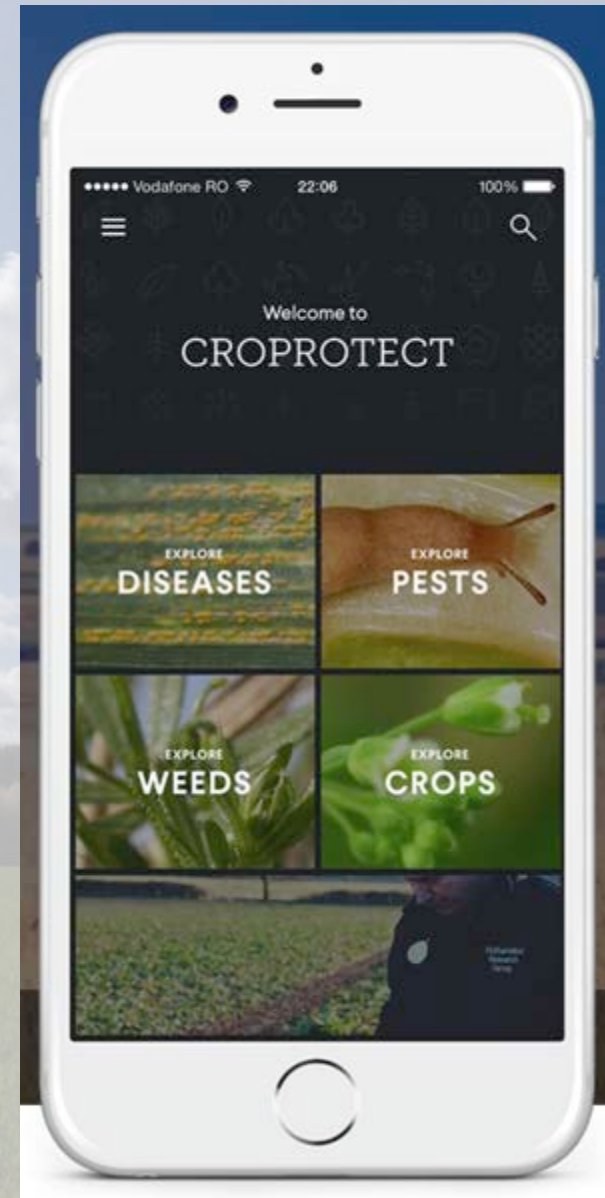 Vodafone RO 22:06 100%
Welcome to
CROPROTECT
EXPLORE
DISEASES
EXPLORE
PESTS
EXPLORE
WEEDS
EXPLORE
CROPS